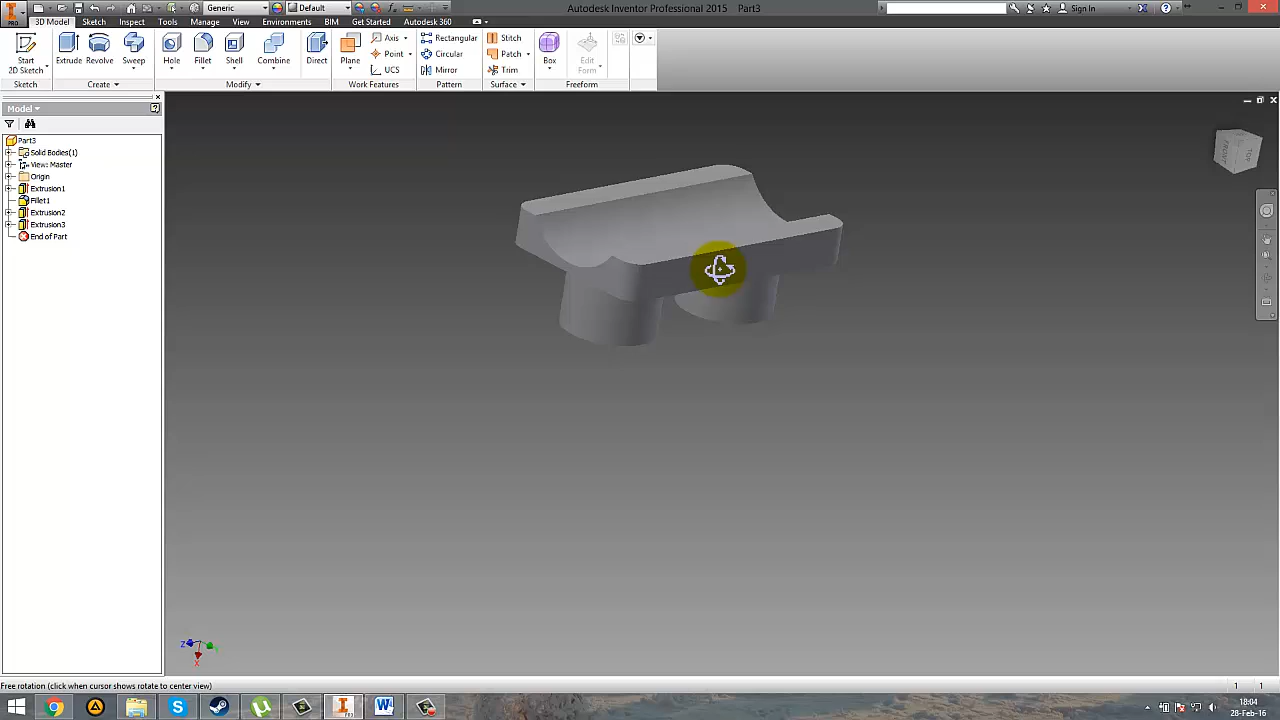 Autodesk Inventor Professional 2015 Part3
Generic Default Sign In
PRO 3D Model Sketch Inspect Tools Manage View Environments BIM Get Started Autodesk 360
Start 2D Sketch Extrude Revolve Sweep Hole Fillet Shell Combine Direct Plane Axis Point UCS Rectangular Circular Mirror Stitch Patch Trim Box Edit Form
Sketch Create Modify Work Features Pattern Surface Freeform
Model
Part3
Solid Bodies(1)
View: Master
Origin
Extrusion1
Fillet1
Extrusion2
Extrusion3
End of Part
FRONT TOP
Z
X
Free rotation (click when cursor shows rotate to center view) 1 1
18:04
28-Feb-16